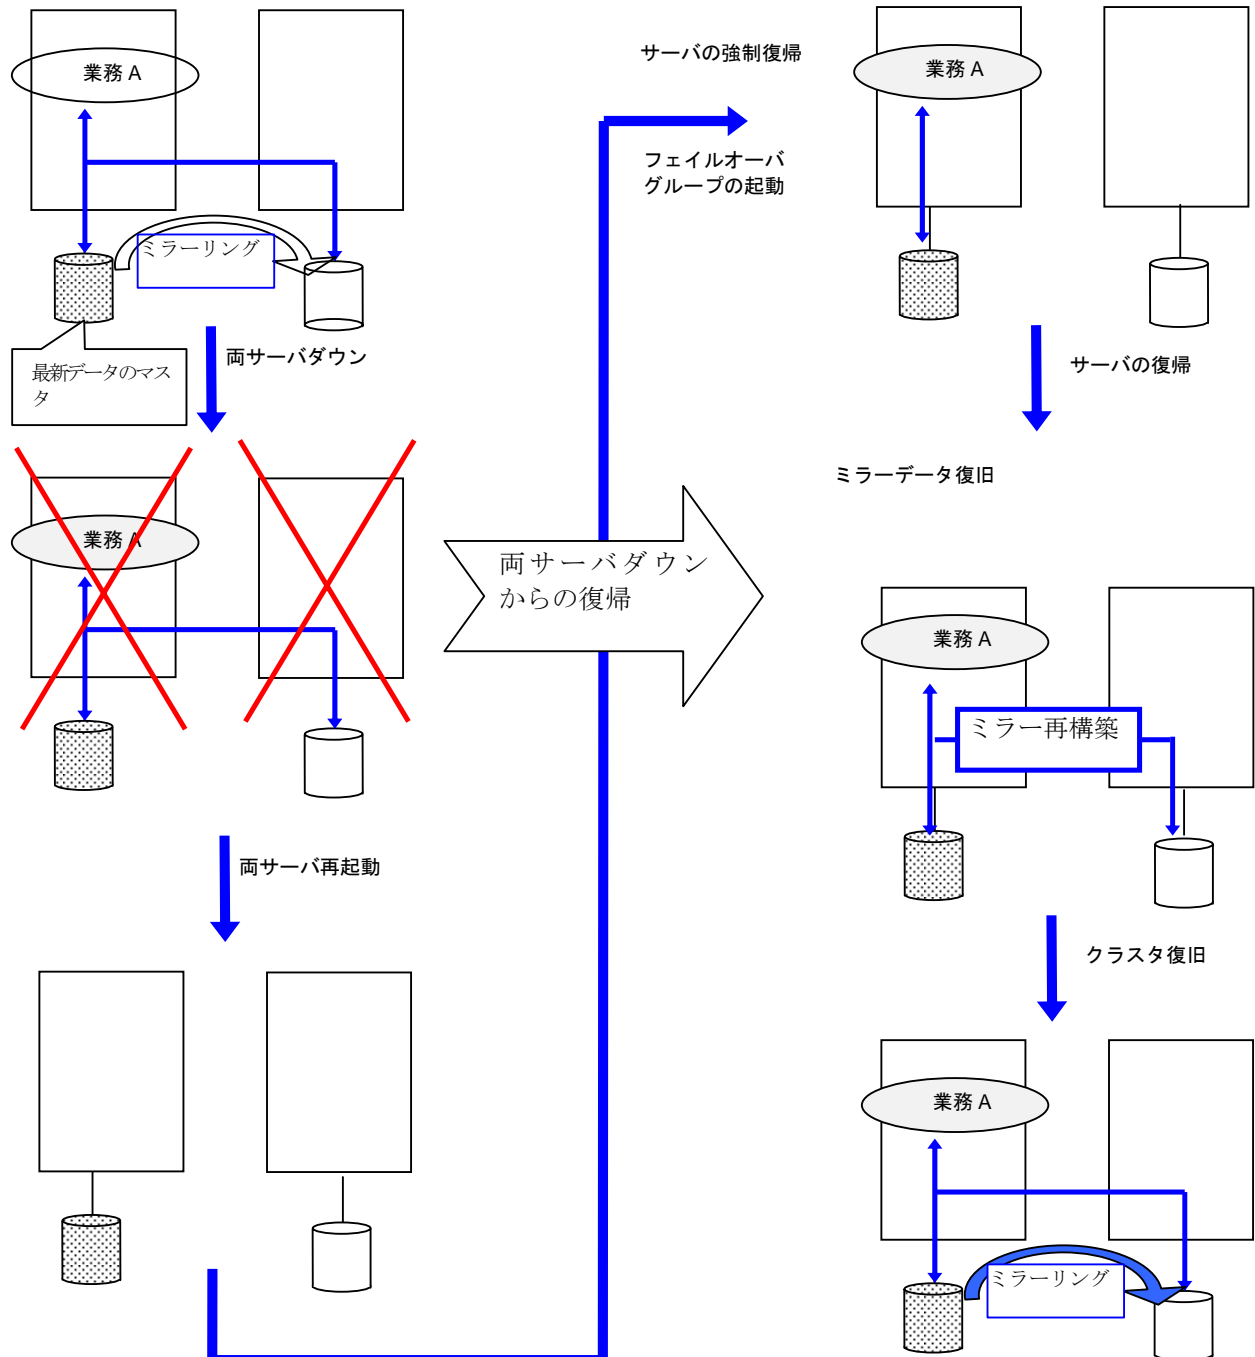 業務 A
ミラーリング
最新データのマス
タ
両サーバダウン
業務 A
両サーバ再起動
両サーバダウン
からの復帰
サーバの強制復帰
フェイルオーバ
グループの起動
業務 A
サーバの復帰
ミラーデータ復旧
業務 A
ミラー再構築
クラスタ復旧
業務 A
ミラーリング